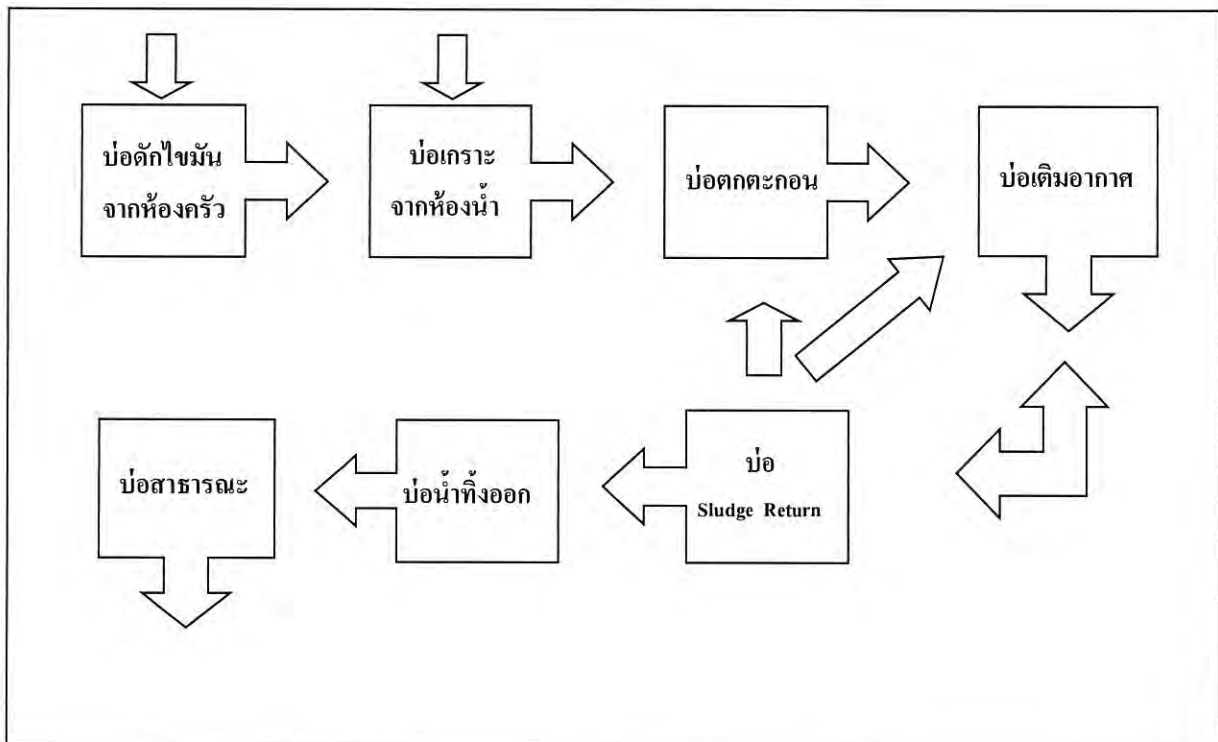 บ่อดักไขมัน
จากห้องครัว
บ่อเกราะ
จากห้องน้ำ
บ่อตกตะกอน
บ่อเติมอากาศ
บ่อสาธารณะ
บ่อน้ำทิ้งออก
บ่อ
Sludge Return